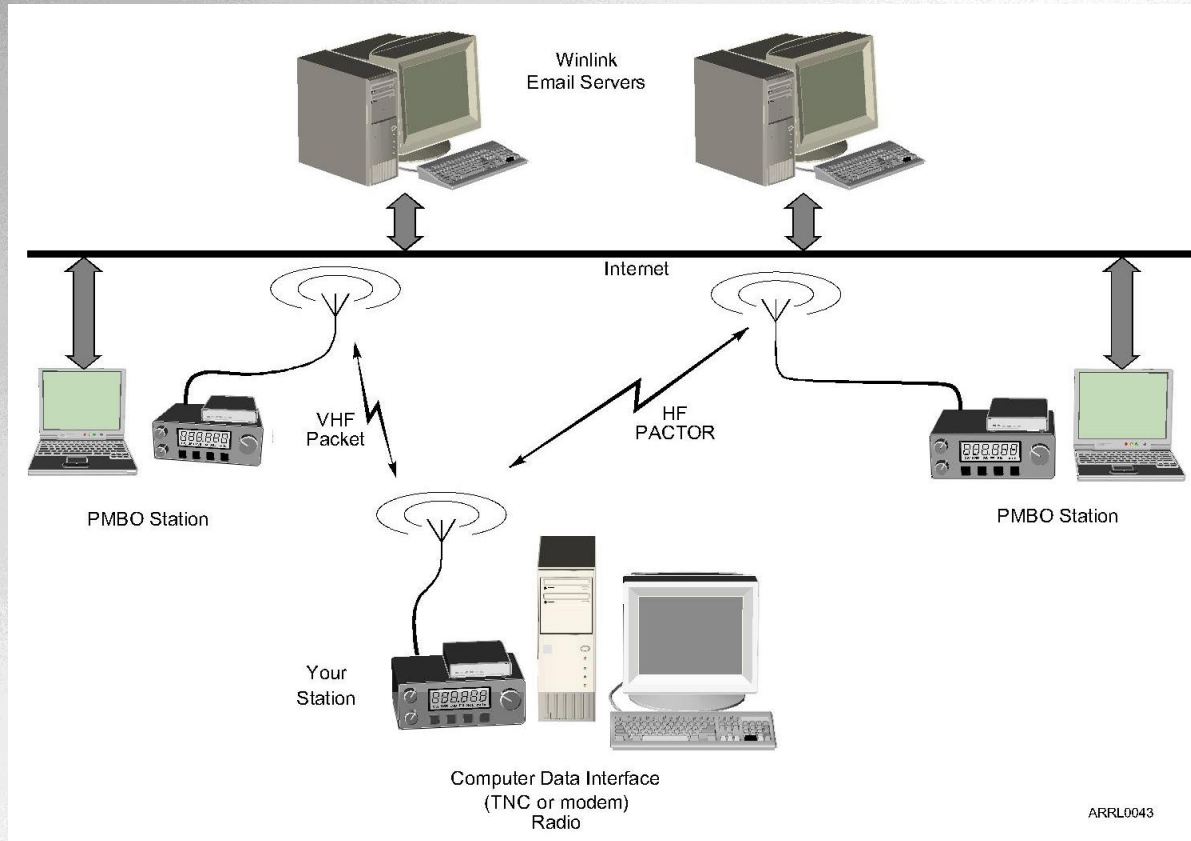 Winlink
Email Servers
Internet
VHF
Packet
HF
PACTOR
PMBO Station
PMBO Station
Your
Station
Computer Data Interface
(TNC or modem)
Radio
ARRL0043